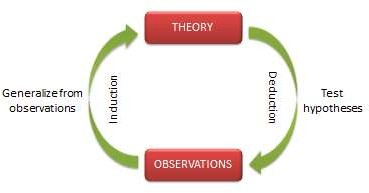 THEORY
Generalize from
observations
Induction
Deduction
Test
hypotheses
OBSERVATIONS